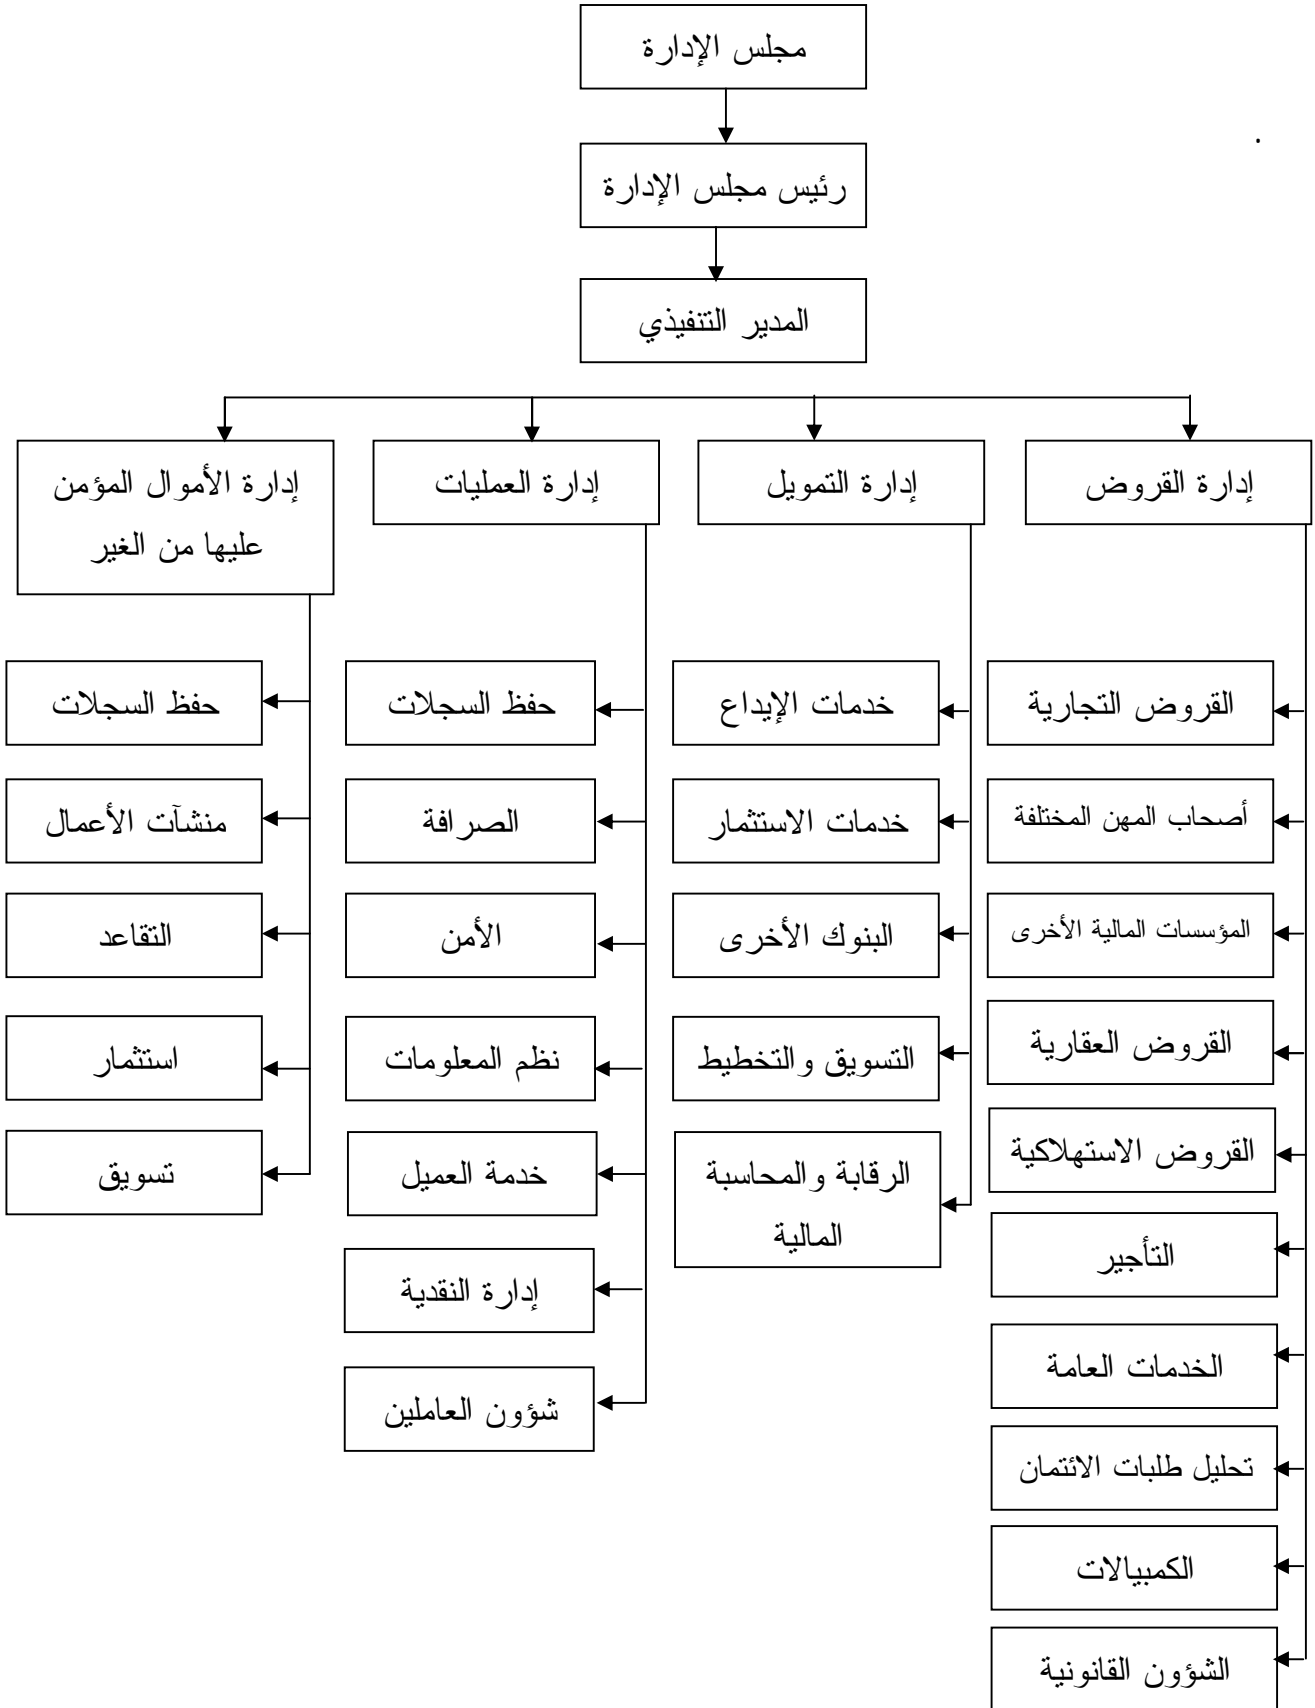 مجلس الإدارة
.
رئيس مجلس الإدارة
المدير التنفيذي
إدارة القروض
إدارة التمويل
إدارة العمليات
إدارة الأموال المؤمن
عليها من الغير
القروض التجارية
أصحاب المهن المختلفة
المؤسسات المالية الأخرى
القروض العقارية
القروض الاستهلاكية
التأجير
الخدمات العامة
تحليل طلبات الائتمان
الكمبيالات
الشؤون القانونية
خدمات الإيداع
خدمات الاستثمار
البنوك الأخرى
التسويق والتخطيط
الرقابة والمحاسبة
المالية
حفظ السجلات
الصرافة
الأمن
نظم المعلومات
خدمة العميل
إدارة النقدية
شؤون العاملين
حفظ السجلات
منشآت الأعمال
التقاعد
استثمار
تسويق